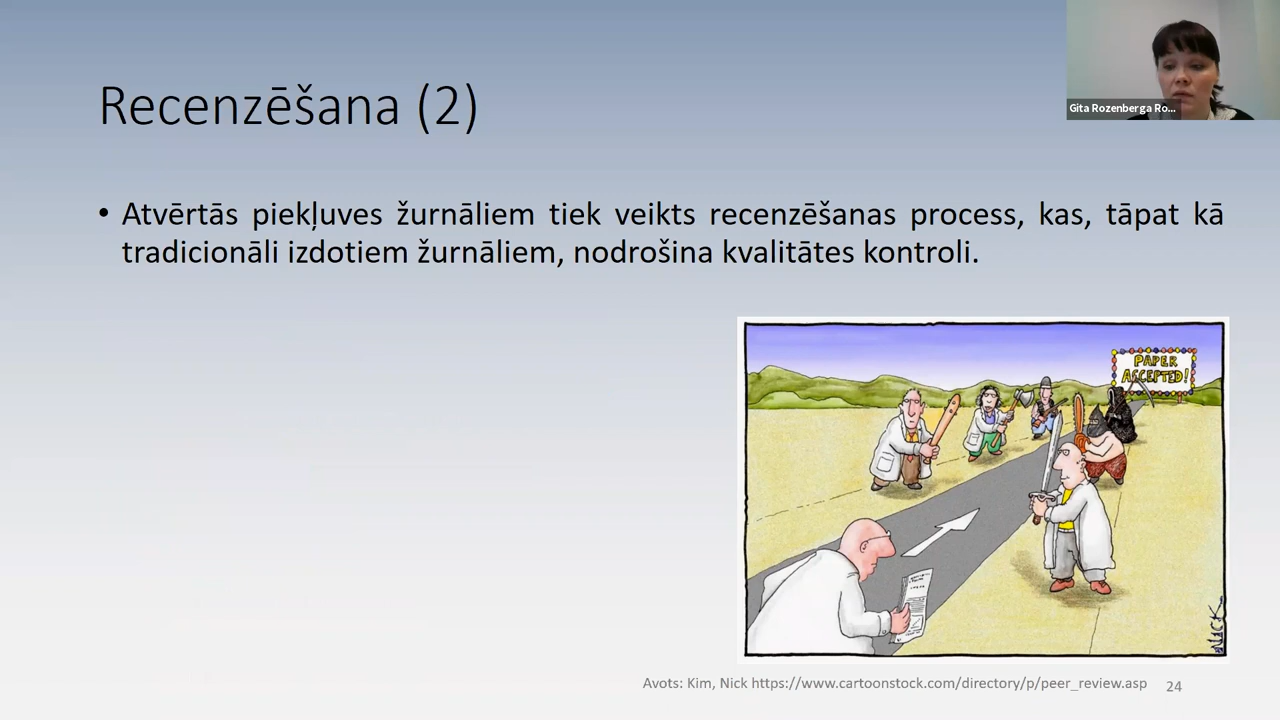 Gita Rozenberga Ro...
Recenzēšana (2)
• Atvērtās piekļuves žurnāliem tiek veikts recenzēšanas process, kas, tāpat kā
tradicionāli izdotiem žurnāliem, nodrošina kvalitātes kontroli.
PAPER
ACCEPTED!
NICK
Avots: Kim, Nick https://www.cartoonstock.com/directory/p/peer_review.asp
24